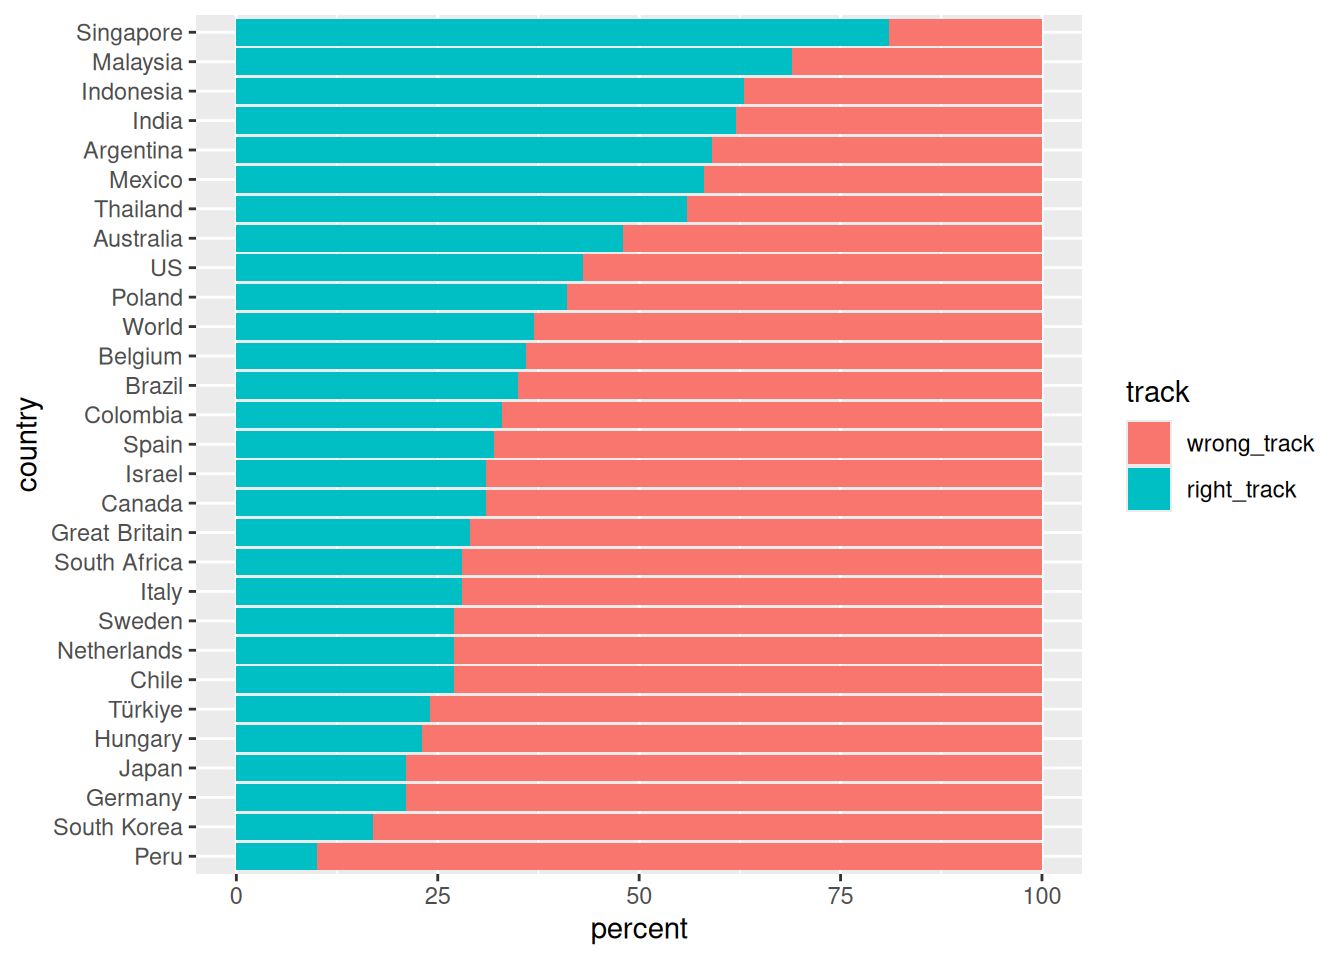 Singapore
Malaysia
Indonesia
India
Argentina
Mexico
Thailand
Australia
US
Poland
World
Belgium
Brazil
Colombia
Spain
Israel
Canada
Great Britain
South Africa
Italy
Sweden
Netherlands
Chile
Türkiye
Hungary
Japan
Germany
South Korea
Peru
country
0 25 50 75 100
percent
track
wrong_track
right_track